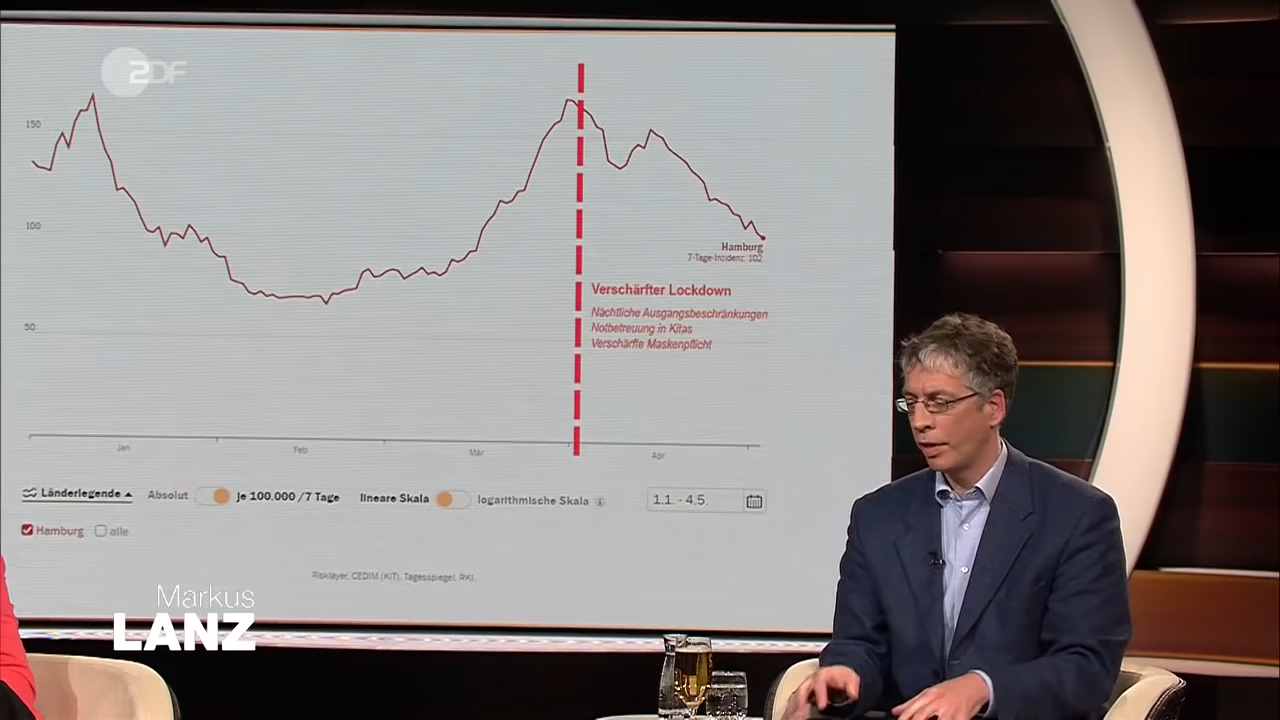 ZDF
150
100
50
Hamburg
7-Tage-Inzidenz: 102
Verschärfter Lockdown
Nächtliche Ausgangsbeschränkungen
Notbetreuung in Kitas
Verschärfte Maskenpflicht
Jan Feb Mär Apr
Länderlegende Absolut je 100.000 /7 Tage lineare Skala logarithmische Skala 1.1. - 4.5.
Hamburg alle
Risklayer, CEDIM (KIT), Tagesspiegel, RKI,
Markus
LANZ